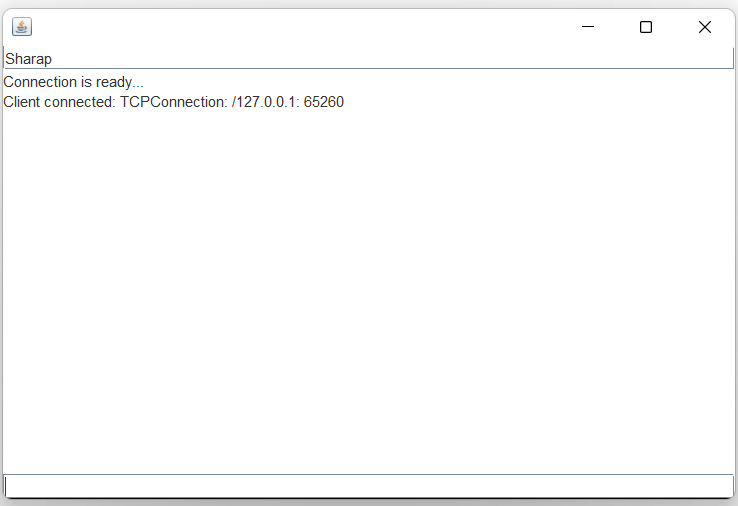 Sharap
Connection is ready...
Client connected: TCPConnection: /127.0.0.1: 65260